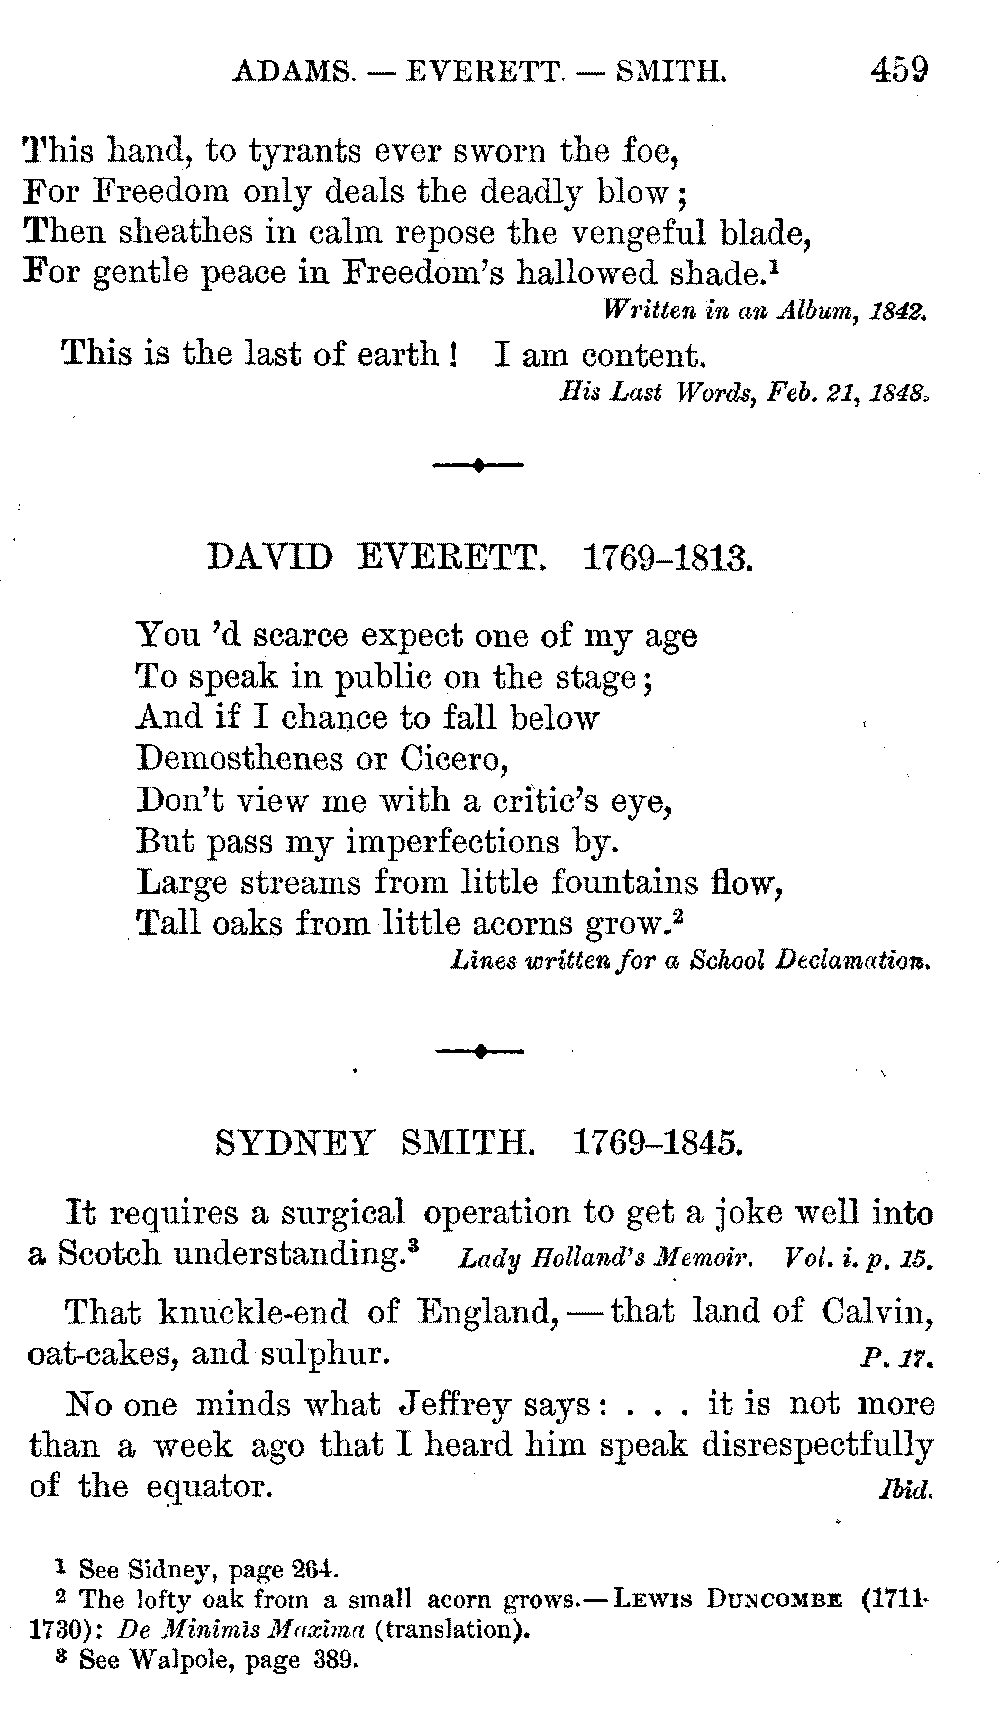 ADAMS. — EVERETT. — SMITH. 459
This hand, to tyrants ever sworn the foe,
For Freedom only deals the deadly blow;
Then sheathes in calm repose the vengeful blade,
For gentle peace in Freedom's hallowed shade.¹
Written in an Album, 1842.
This is the last of earth! I am content.
His Last Words, Feb. 21, 1848.
DAVID EVERETT. 1769–1813.
You 'd scarce expect one of my age
To speak in public on the stage;
And if I chance to fall below
Demosthenes or Cicero,
Don't view me with a critic's eye,
But pass my imperfections by.
Large streams from little fountains flow,
Tall oaks from little acorns grow.²
Lines written for a School Declamation.
SYDNEY SMITH. 1769–1845.
It requires a surgical operation to get a joke well into
a Scotch understanding.³ Lady Holland's Memoir. Vol. i. p. 15.
That knuckle-end of England, — that land of Calvin,
oat-cakes, and sulphur. P. 17.
No one minds what Jeffrey says: . . . it is not more
than a week ago that I heard him speak disrespectfully
of the equator. Ibid.
¹ See Sidney, page 264.
² The lofty oak from a small acorn grows. — LEWIS DUNCOMBE (1711-
1730): De Minimis Maxima (translation).
³ See Walpole, page 389.